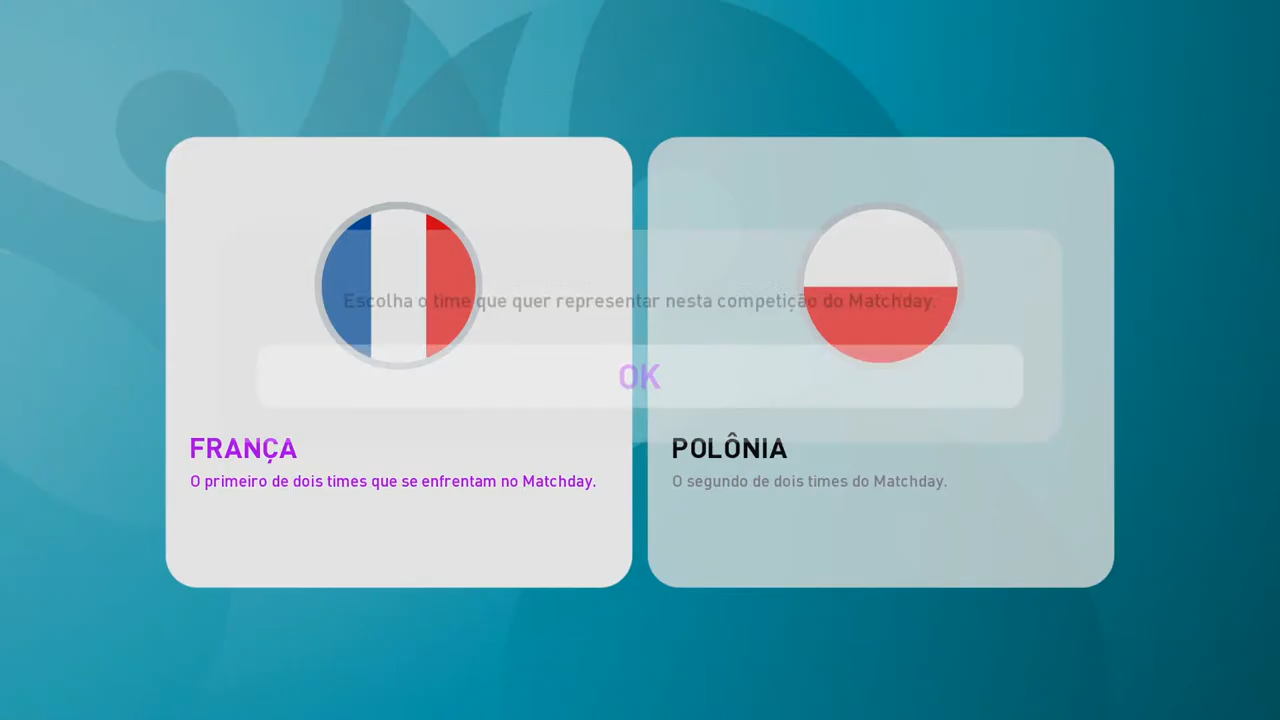 Escolha o time que quer representar nesta competição do Matchday.
OK
FRANÇA
O primeiro de dois times que se enfrentam no Matchday.
POLÔNIA
O segundo de dois times do Matchday.